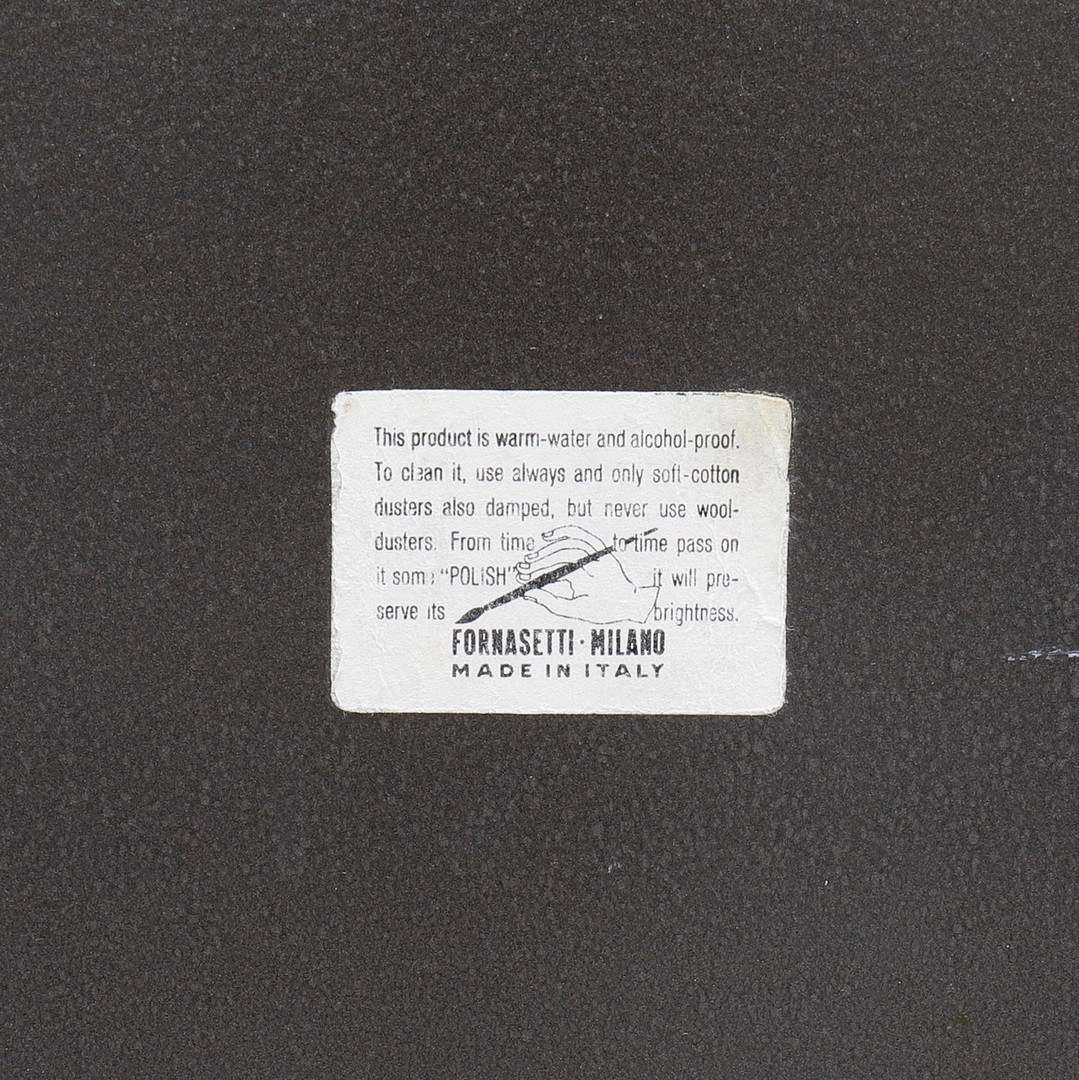 This product is warm-water and alcohol-proof.
To clean it, use always and only soft-cotton
dusters also damped, but never use wool-
dusters. From time to time pass on
it some "POLISH" it will pre-
serve its brightness.
FORNASETTI · MILANO
MADE IN ITALY